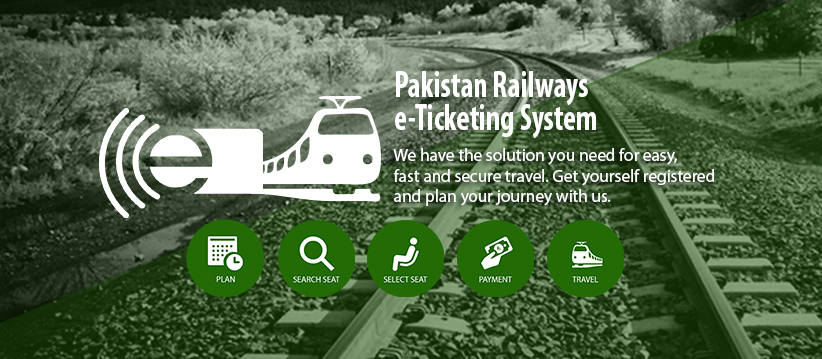 Pakistan Railways
e-Ticketing System
We have the solution you need for easy,
fast and secure travel. Get yourself registered
and plan your journey with us.
e
PLAN
SEARCH SEAT
SELECT SEAT
PAYMENT
TRAVEL